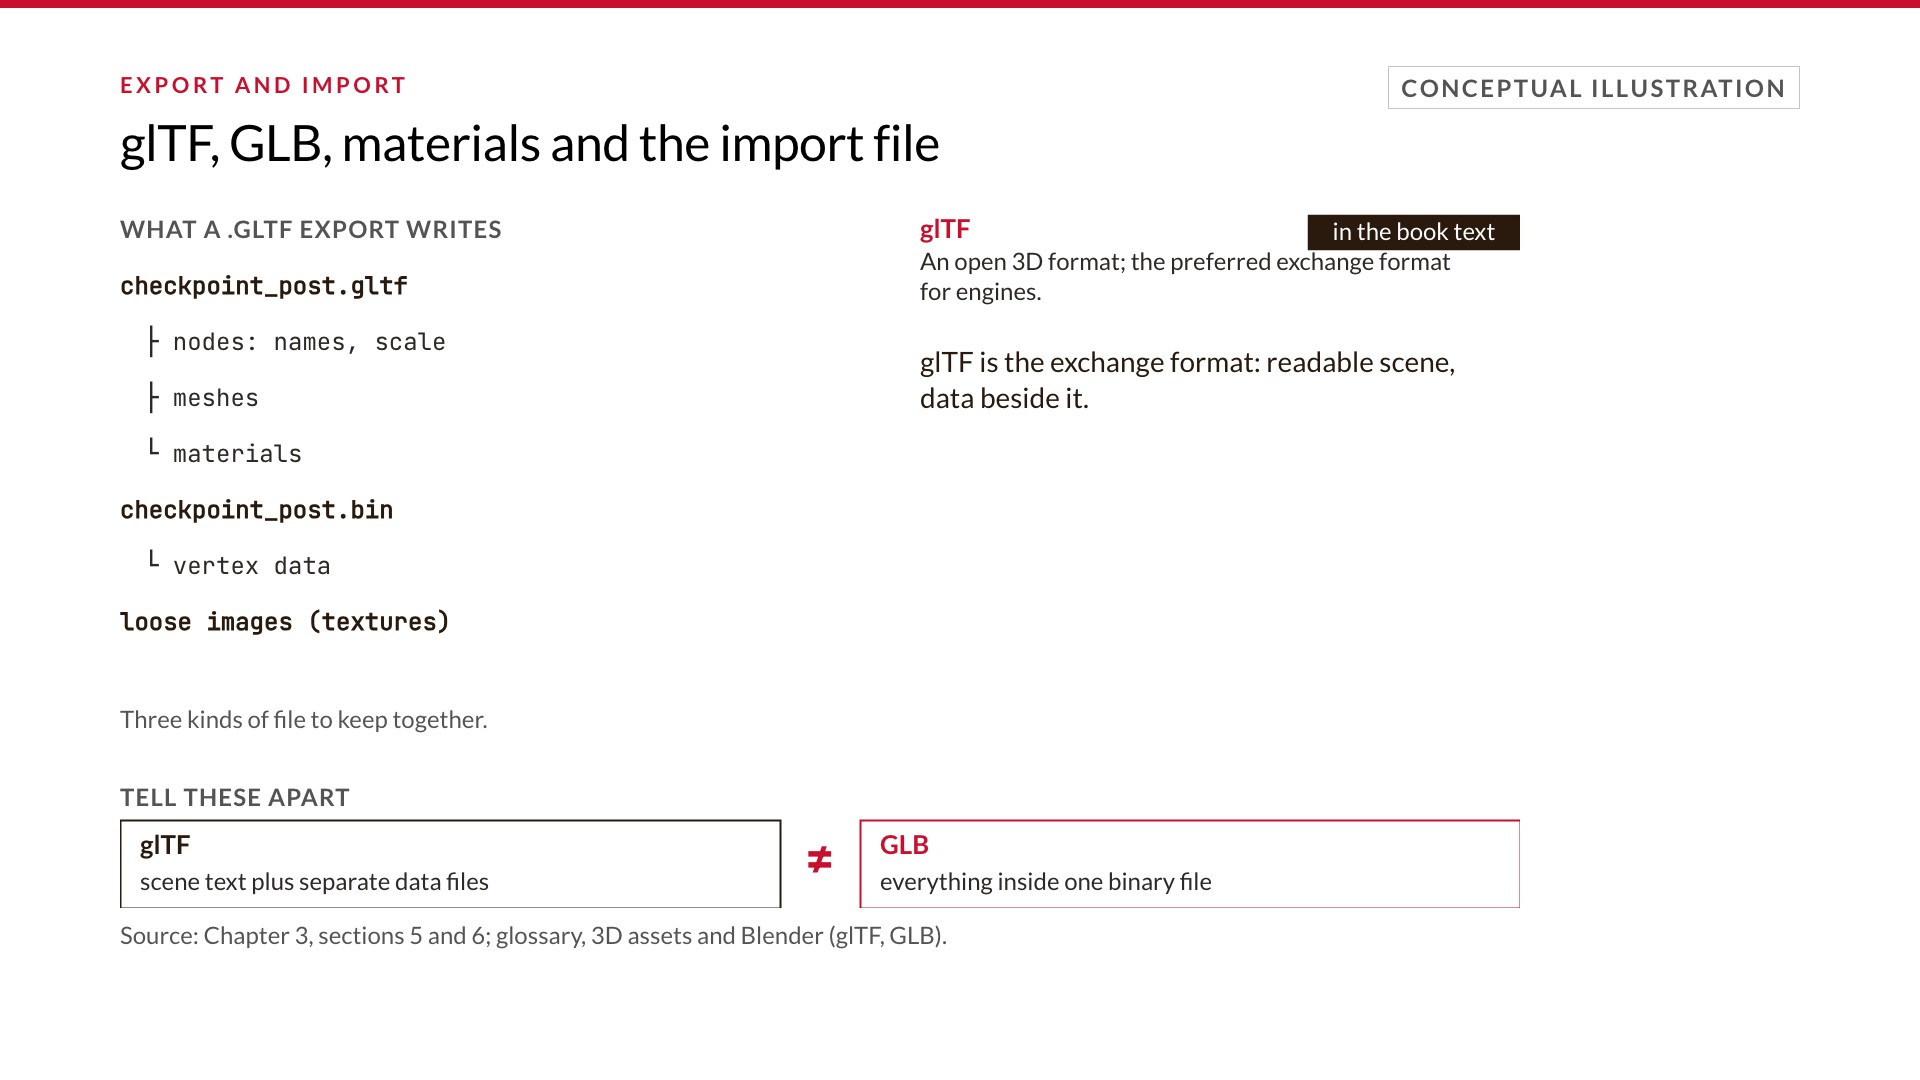 EXPORT AND IMPORT
CONCEPTUAL ILLUSTRATION
glTF, GLB, materials and the import file
WHAT A .GLTF EXPORT WRITES
checkpoint_post.gltf
├ nodes: names, scale
├ meshes
└ materials
checkpoint_post.bin
└ vertex data
loose images (textures)
Three kinds of file to keep together.
glTF
in the book text
An open 3D format; the preferred exchange format
for engines.
glTF is the exchange format: readable scene,
data beside it.
TELL THESE APART
glTF
scene text plus separate data files
≠
GLB
everything inside one binary file
Source: Chapter 3, sections 5 and 6; glossary, 3D assets and Blender (glTF, GLB).